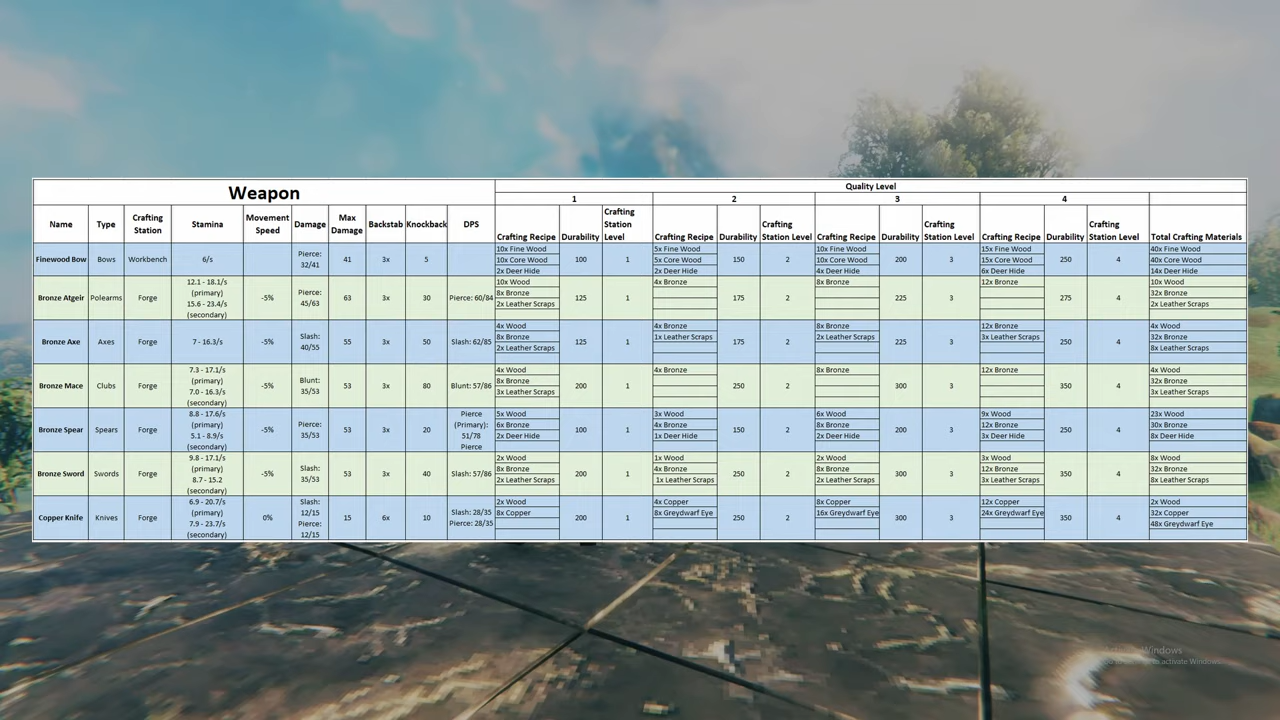 Weapon
Quality Level
1 2 3 4
Name Type Crafting Station Stamina Movement Speed Damage Max Damage Backstab Knockback DPS Crafting Recipe Durability Crafting Station Level Crafting Recipe Durability Crafting Station Level Crafting Recipe Durability Crafting Station Level Crafting Recipe Durability Crafting Station Level Total Crafting Materials
Finewood Bow Bows Workbench 6/s Pierce: 32/41 41 3x 5 10x Fine Wood 10x Core Wood 2x Deer Hide 100 1 5x Fine Wood 5x Core Wood 2x Deer Hide 150 2 10x Fine Wood 10x Core Wood 4x Deer Hide 200 3 15x Fine Wood 15x Core Wood 6x Deer Hide 250 4 40x Fine Wood 40x Core Wood 14x Deer Hide
Bronze Atgeir Polearms Forge 12.1 - 18.1/s (primary) 15.6 - 23.4/s (secondary) -5% Pierce: 45/63 63 3x 30 Pierce: 60/84 10x Wood 8x Bronze 2x Leather Scraps 125 1 4x Bronze 175 2 8x Bronze 225 3 12x Bronze 275 4 10x Wood 32x Bronze 2x Leather Scraps
Bronze Axe Axes Forge 7 - 16.3/s -5% Slash: 40/55 55 3x 50 Slash: 62/85 4x Wood 8x Bronze 2x Leather Scraps 125 1 4x Bronze 1x Leather Scraps 175 2 8x Bronze 2x Leather Scraps 225 3 12x Bronze 3x Leather Scraps 250 4 4x Wood 32x Bronze 8x Leather Scraps
Bronze Mace Clubs Forge 7.3 - 17.1/s (primary) 7.0 - 16.3/s (secondary) -5% Blunt: 35/53 53 3x 80 Blunt: 57/86 4x Wood 8x Bronze 3x Leather Scraps 200 1 4x Bronze 250 2 8x Bronze 300 3 12x Bronze 350 4 4x Wood 32x Bronze 3x Leather Scraps
Bronze Spear Spears Forge 8.8 - 17.6/s (primary) 5.1 - 8.9/s (secondary) -5% Pierce: 35/53 53 3x 20 Pierce (Primary): 51/78 Pierce 5x Wood 6x Bronze 2x Deer Hide 100 1 3x Wood 4x Bronze 1x Deer Hide 150 2 6x Wood 8x Bronze 2x Deer Hide 200 3 9x Wood 12x Bronze 3x Deer Hide 250 4 23x Wood 30x Bronze 8x Deer Hide
Bronze Sword Swords Forge 9.8 - 17.1/s (primary) 8.7 - 15.2 (secondary) -5% Slash: 35/53 53 3x 40 Slash: 57/86 2x Wood 8x Bronze 2x Leather Scraps 200 1 1x Wood 4x Bronze 1x Leather Scraps 250 2 2x Wood 8x Bronze 2x Leather Scraps 300 3 3x Wood 12x Bronze 3x Leather Scraps 350 4 8x Wood 32x Bronze 8x Leather Scraps
Copper Knife Knives Forge 6.9 - 20.7/s (primary) 7.9 - 23.7/s (secondary) 0% Slash: 12/15 Pierce: 12/15 15 6x 10 Slash: 28/35 Pierce: 28/35 2x Wood 8x Copper 200 1 4x Copper 8x Greydwarf Eye 250 2 8x Copper 16x Greydwarf Eye 300 3 12x Copper 24x Greydwarf Eye 350 4 2x Wood 32x Copper 48x Greydwarf Eye
Activate Windows
to activate Windows.